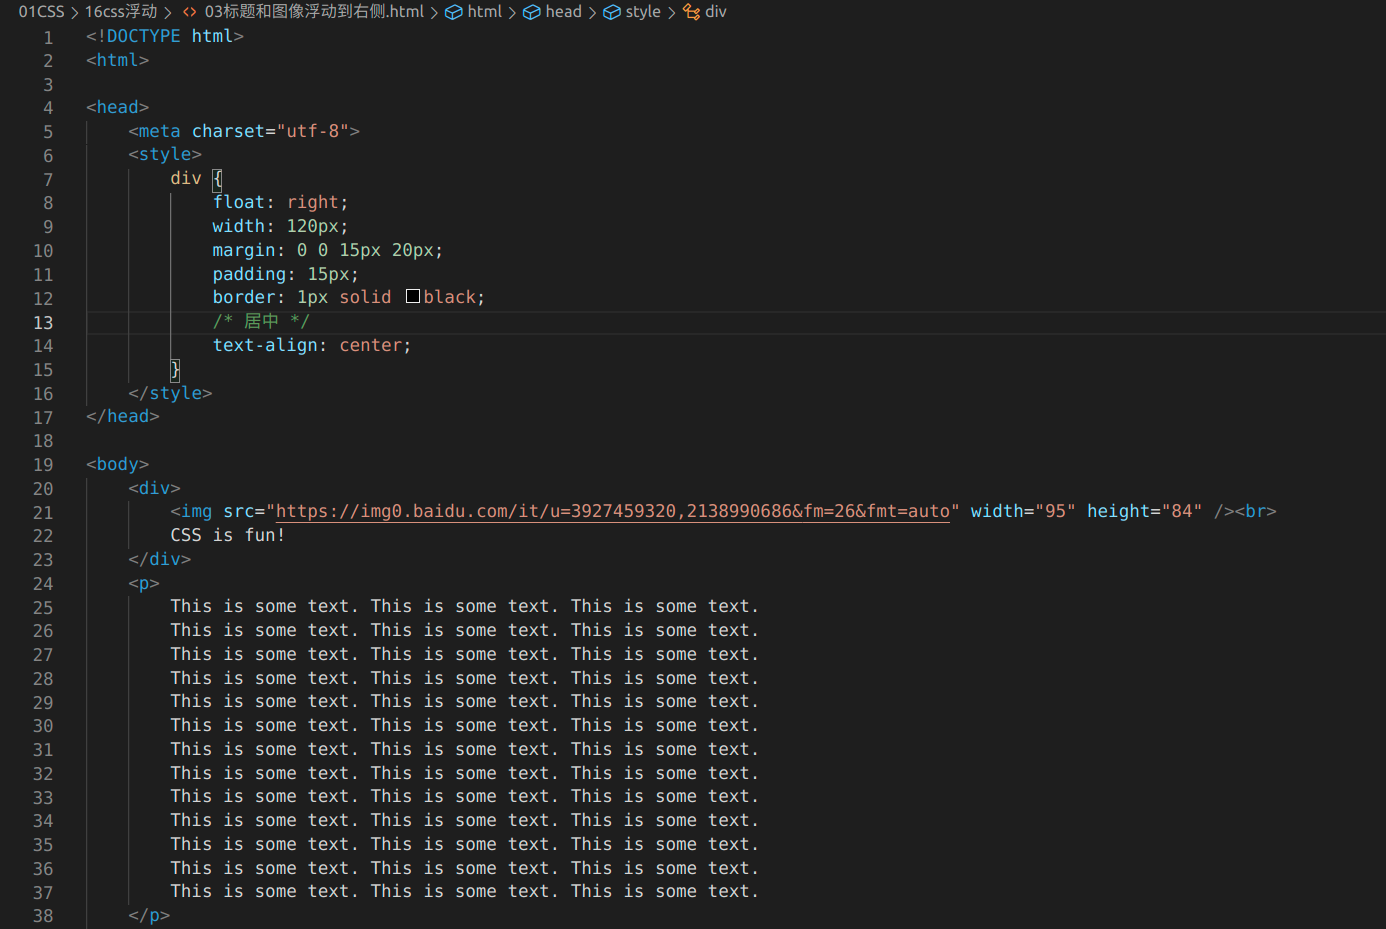 01CSS > 16css浮动 > <> 03标题和图像浮动到右侧.html > html > head > style > div
1 <!DOCTYPE html>
2 <html>
3
4 <head>
5     <meta charset="utf-8">
6     <style>
7         div {
8             float: right;
9             width: 120px;
10             margin: 0 0 15px 20px;
11             padding: 15px;
12             border: 1px solid black;
13             /* 居中 */
14             text-align: center;
15         }
16     </style>
17 </head>
18
19 <body>
20     <div>
21         <img src="https://img0.baidu.com/it/u=3927459320,2138990686&fm=26&fmt=auto" width="95" height="84" /><br>
22         CSS is fun!
23     </div>
24     <p>
25         This is some text. This is some text. This is some text.
26         This is some text. This is some text. This is some text.
27         This is some text. This is some text. This is some text.
28         This is some text. This is some text. This is some text.
29         This is some text. This is some text. This is some text.
30         This is some text. This is some text. This is some text.
31         This is some text. This is some text. This is some text.
32         This is some text. This is some text. This is some text.
33         This is some text. This is some text. This is some text.
34         This is some text. This is some text. This is some text.
35         This is some text. This is some text. This is some text.
36         This is some text. This is some text. This is some text.
37         This is some text. This is some text. This is some text.
38     </p>